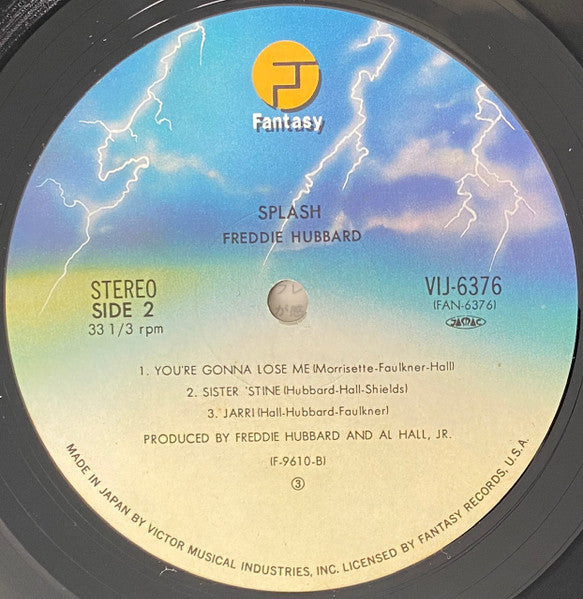 Fantasy
SPLASH
FREDDIE HUBBARD
STEREO
SIDE 2
33 1/3 rpm
VIJ-6376
(FAN-6376)
JASRAC
1. YOU'RE GONNA LOSE ME (Morrisette-Faulkner-Hall)
2. SISTER 'STINE (Hubbard-Hall-Shields)
3. JARRI (Hall-Hubbard-Faulkner)
PRODUCED BY FREDDIE HUBBARD AND AL HALL, JR.
(F-9610-B)
③
MADE IN JAPAN BY VICTOR MUSICAL INDUSTRIES, INC. LICENSED BY FANTASY RECORDS, U.S.A.